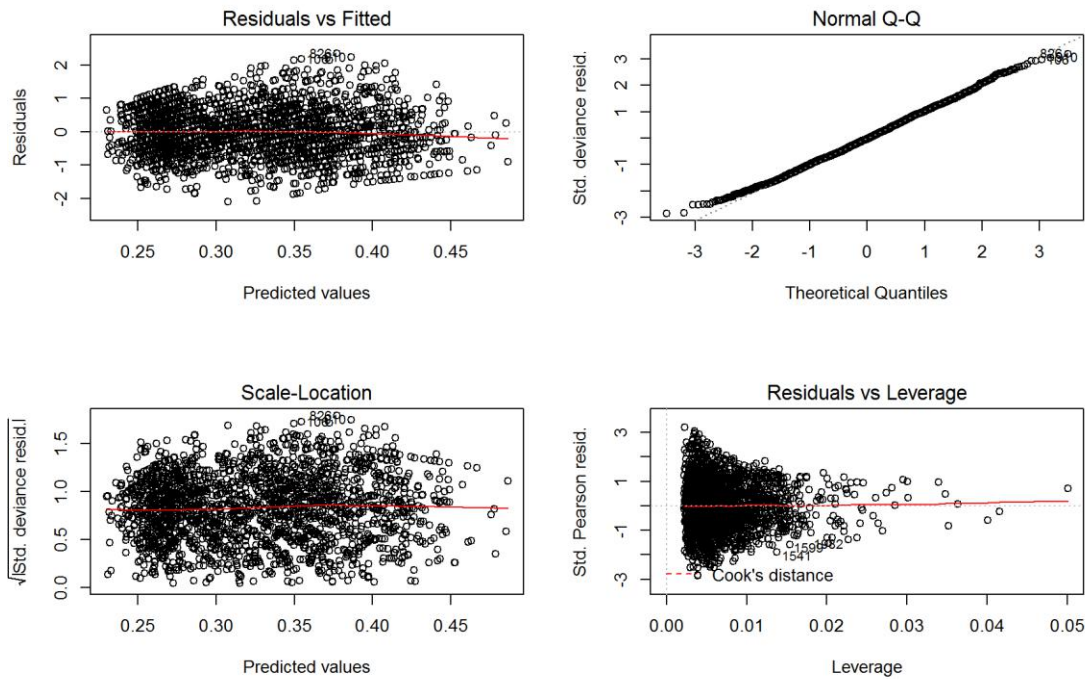 Residuals vs Fitted
Residuals
2
1
0
-1
-2
0.25 0.30 0.35 0.40 0.45
Predicted values
Normal Q-Q
Std. deviance resid.
3
1
-1
-3
-3 -2 -1 0 1 2 3
Theoretical Quantiles
Scale-Location
√|Std. deviance resid.|
1.5
1.0
0.5
0.0
0.25 0.30 0.35 0.40 0.45
Predicted values
Residuals vs Leverage
Std. Pearson resid.
3
1
-1
-3
1541
Cook's distance
0.00 0.01 0.02 0.03 0.04 0.05
Leverage